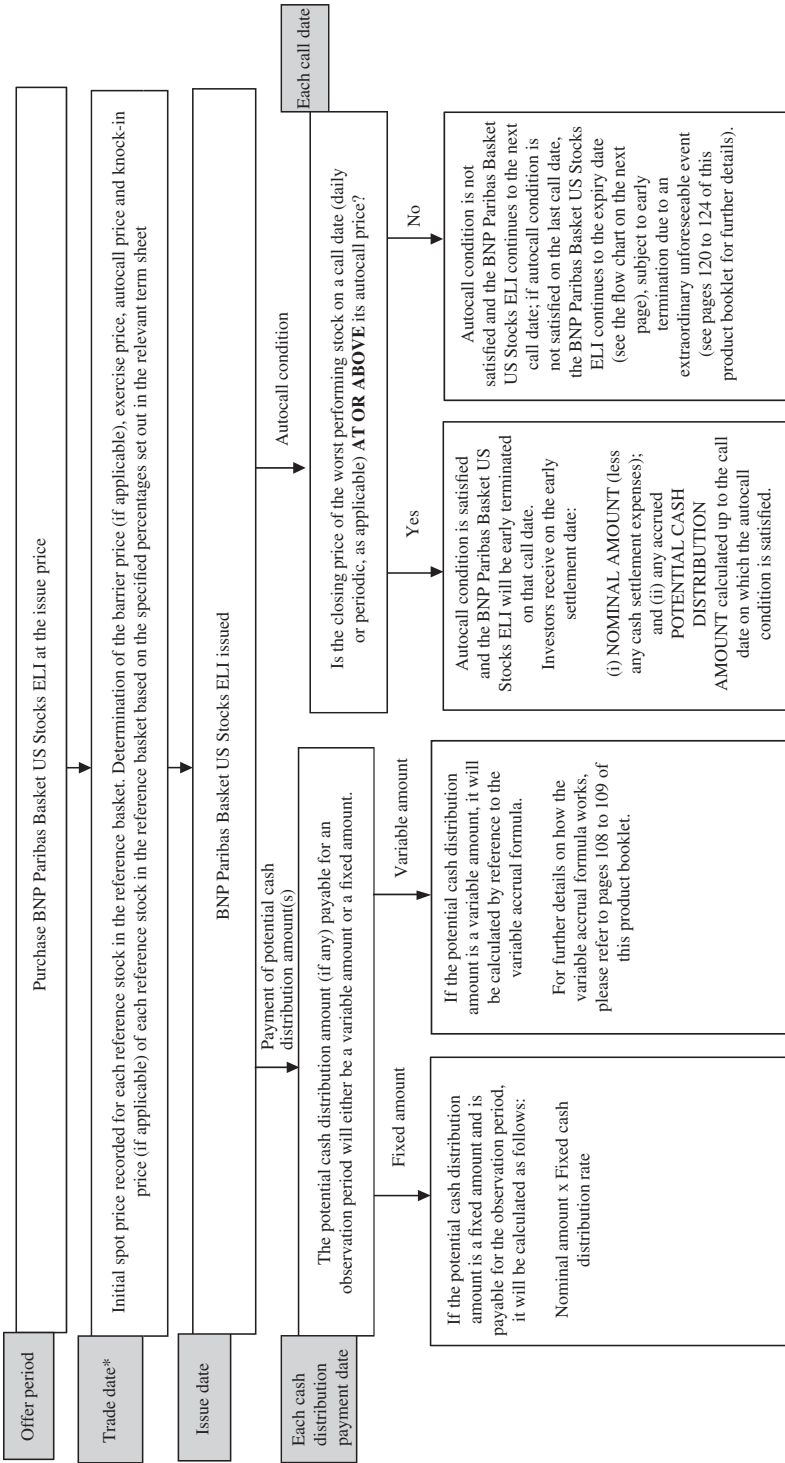 Offer period
Purchase BNP Paribas Basket US Stocks ELI at the issue price
Trade date*
Initial spot price recorded for each reference stock in the reference basket. Determination of the barrier price (if applicable), exercise price, autocall price and knock-in
price (if applicable) of each reference stock in the reference basket based on the specified percentages set out in the relevant term sheet
Issue date
BNP Paribas Basket US Stocks ELI issued
Payment of potential cash
distribution amount(s)
Autocall condition
Each cash
distribution
payment date
The potential cash distribution amount (if any) payable for an
observation period will either be a variable amount or a fixed amount.
Each call date
Is the closing price of the worst performing stock on a call date (daily
or periodic, as applicable) AT OR ABOVE its autocall price?
Fixed amount
Variable amount
Yes
No
If the potential cash distribution
amount is a fixed amount and is
payable for the observation period,
it will be calculated as follows:
Nominal amount x Fixed cash
distribution rate
If the potential cash distribution
amount is a variable amount, it will
be calculated by reference to the
variable accrual formula.
For further details on how the
variable accrual formula works,
please refer to pages 108 to 109 of
this product booklet.
Autocall condition is satisfied
and the BNP Paribas Basket US
Stocks ELI will be early terminated
on that call date.
Investors receive on the early
settlement date:
(i) NOMINAL AMOUNT (less
any cash settlement expenses);
and (ii) any accrued
POTENTIAL CASH
DISTRIBUTION
AMOUNT calculated up to the call
date on which the autocall
condition is satisfied.
Autocall condition is not
satisfied and the BNP Paribas Basket
US Stocks ELI continues to the next
call date; if autocall condition is
not satisfied on the last call date,
the BNP Paribas Basket US Stocks
ELI continues to the expiry date
(see the flow chart on the next
page), subject to early
termination due to an
extraordinary unforeseeable event
(see pages 120 to 124 of this
product booklet for further details).